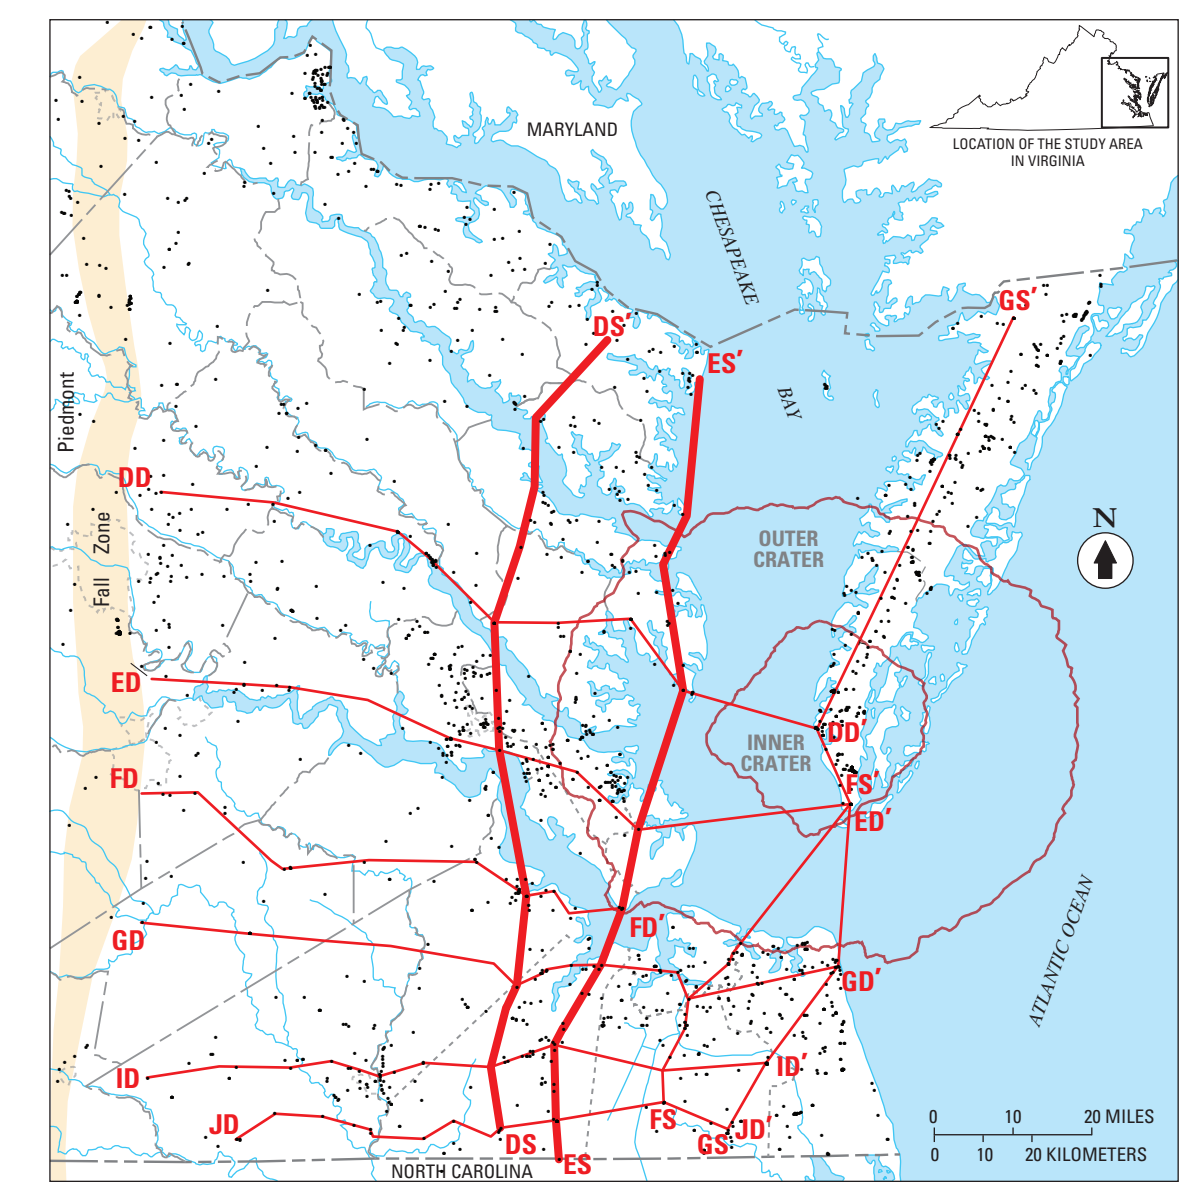 MARYLAND
LOCATION OF THE STUDY AREA
IN VIRGINIA
CHESAPEAKE
BAY
GS′
DS′
ES′
Piedmont
DD
Fall Zone
OUTER
CRATER
N
ED
INNER
CRATER
DD′
FD
FS′
ED′
FD′
GD
GD′
ATLANTIC OCEAN
ID
ID′
JD
FS
JD′
DS
GS
ES
NORTH CAROLINA
0 10 20 MILES
0 10 20 KILOMETERS